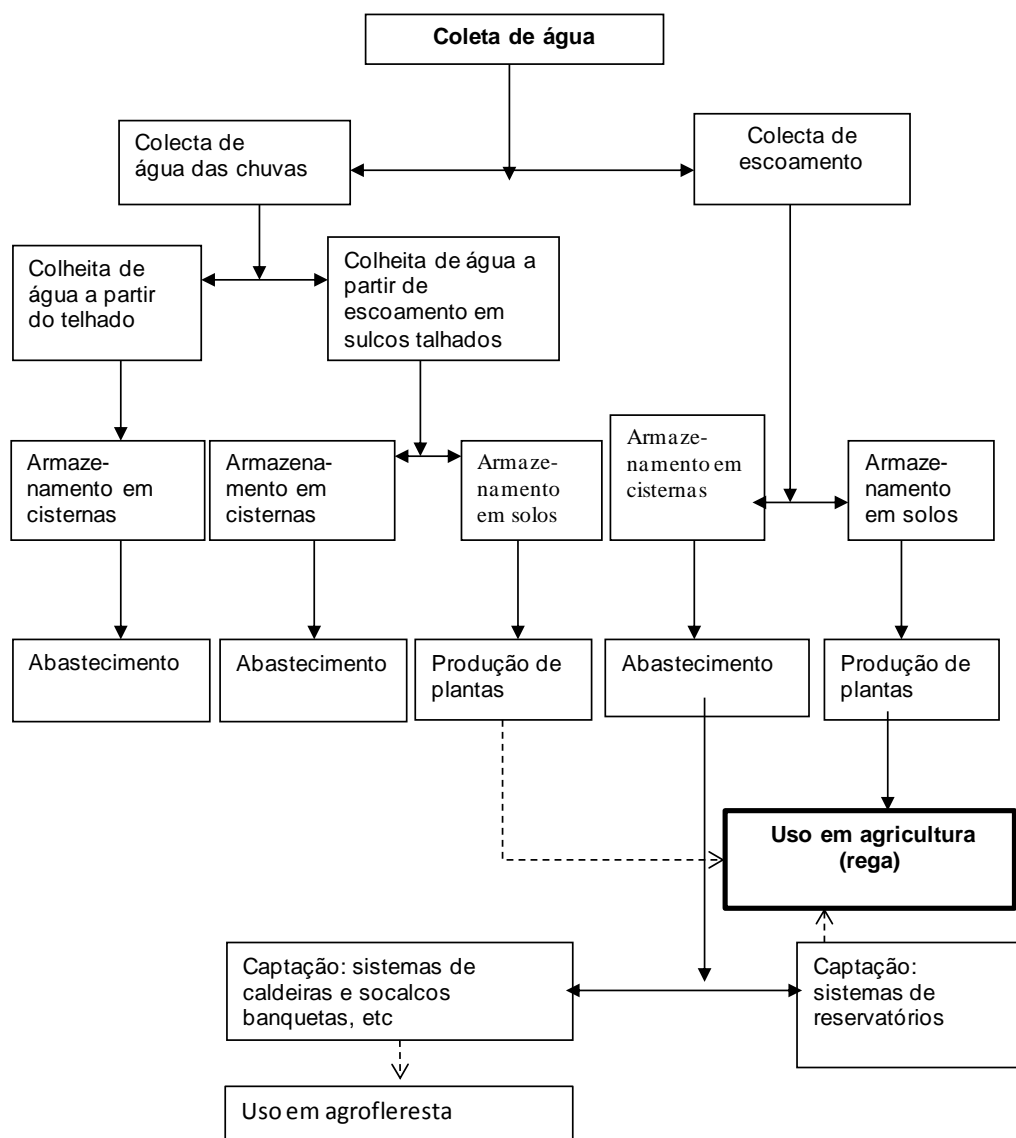 Coleta de água
Colecta de
água das chuvas
Colecta de
escoamento
Colheita de
água a partir
do telhado
Colheita de água a
partir de
escoamento em
sulcos talhados
Armaze-
namento em
cisternas
Armazena-
mento em
cisternas
Armaze-
namento
em solos
Armaze-
namento em
cisternas
Armaze-
namento
em solos
Abastecimento
Abastecimento
Produção de
plantas
Abastecimento
Produção de
plantas
Uso em agricultura
(rega)
Captação: sistemas de
caldeiras e socalcos
banquetas, etc
Captação:
sistemas de
reservatórios
Uso em agrofleresta